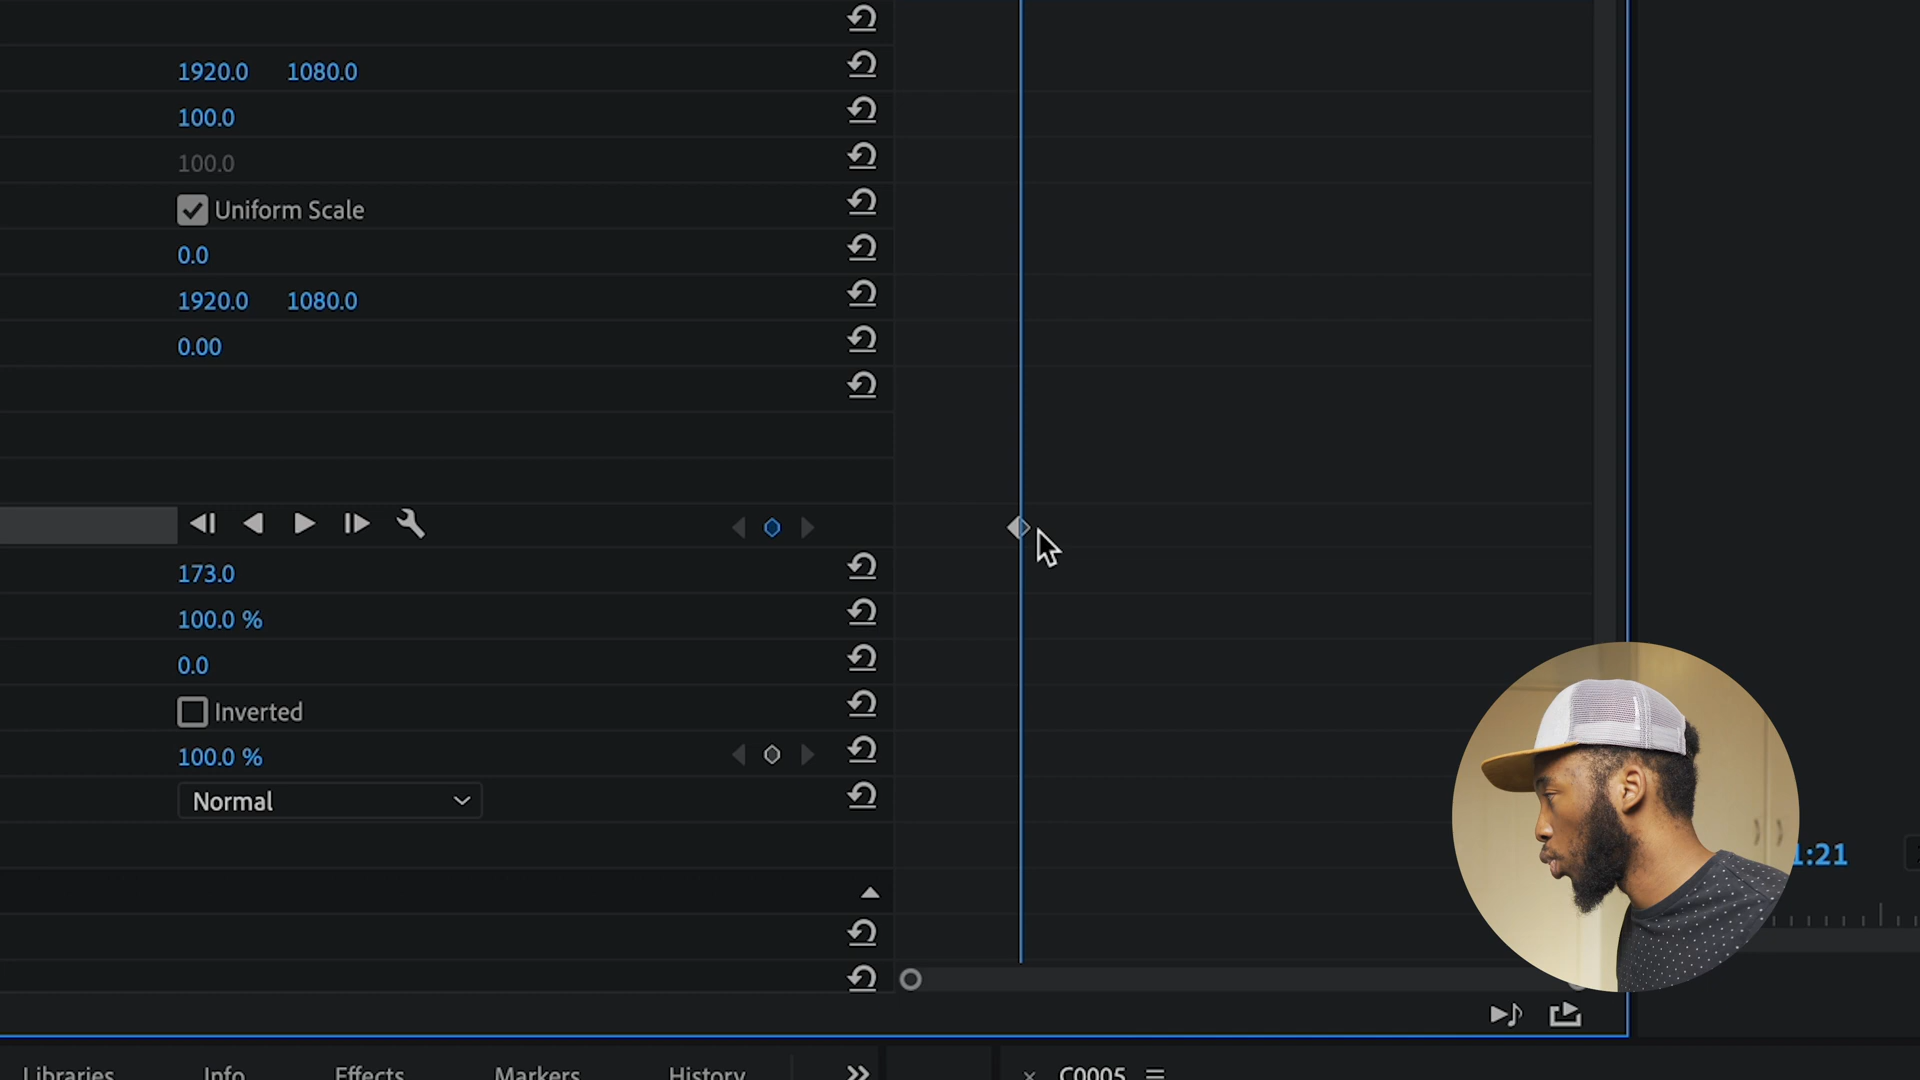 1920.0 1080.0
100.0
100.0
Uniform Scale
0.0
1920.0 1080.0
0.00
173.0
100.0 %
0.0
Inverted
100.0 %
Normal
1:21
Libraries Info Effects Markers History
C0005